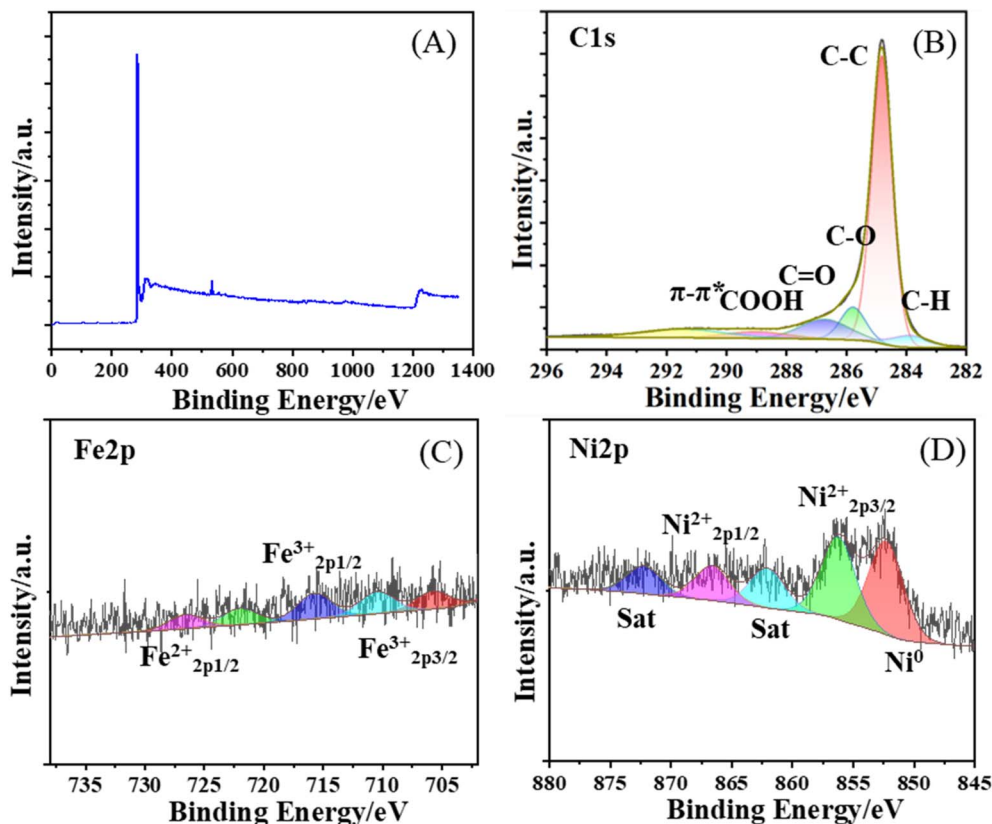 (A)
Intensity/a.u.
0 200 400 600 800 1000 1200 1400
Binding Energy/eV
C1s
(B)
C-C
C-O
C=O
π-π*
COOH
C-H
Intensity/a.u.
296 294 292 290 288 286 284 282
Binding Energy/eV
Fe2p
(C)
Fe³⁺2p1/2
Fe²⁺2p1/2
Fe³⁺2p3/2
Intensity/a.u.
735 730 725 720 715 710 705
Binding Energy/eV
Ni2p
(D)
Ni²⁺2p3/2
Ni²⁺2p1/2
Sat
Sat
Ni⁰
Intensity/a.u.
880 875 870 865 860 855 850 845
Binding Energy/eV